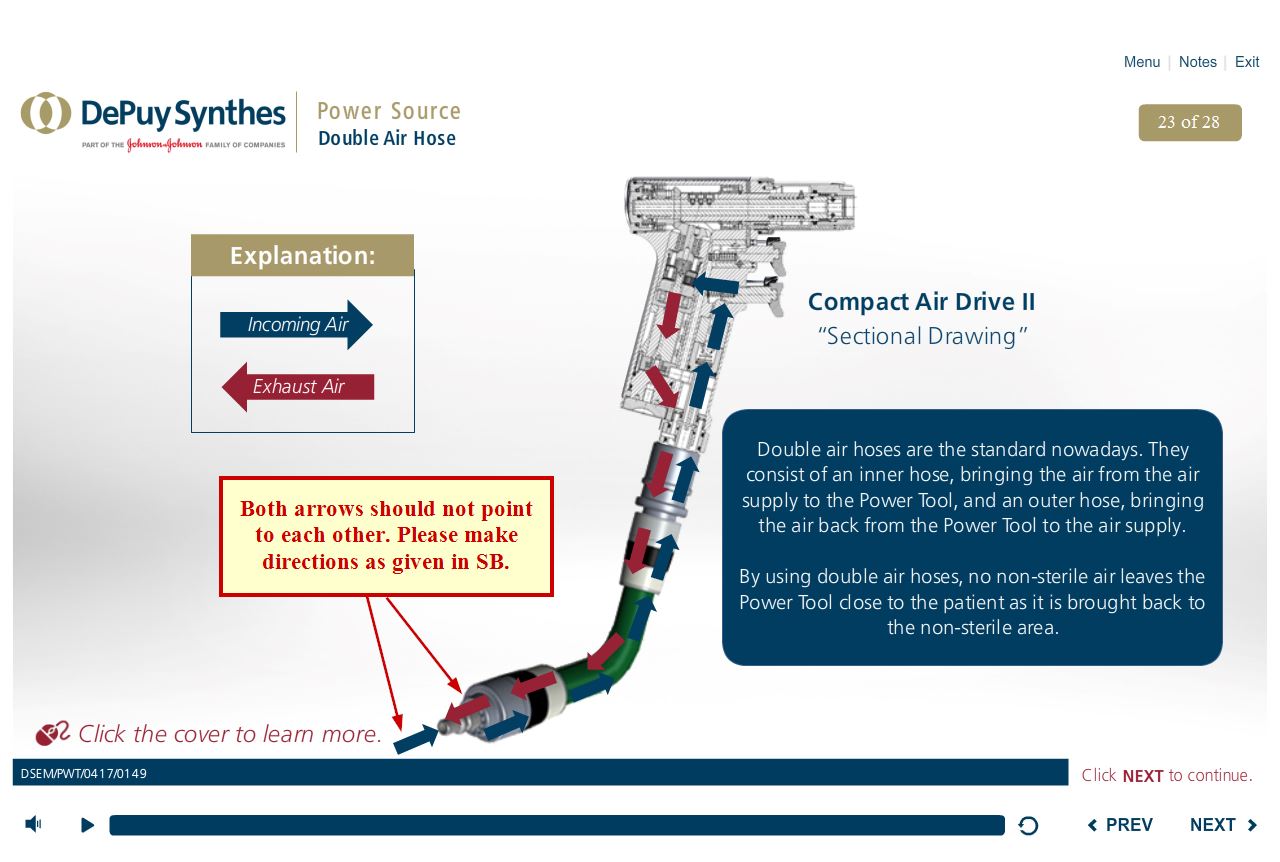 Menu | Notes | Exit
DePuy Synthes
PART OF THE Johnson & Johnson FAMILY OF COMPANIES
Power Source
Double Air Hose
23 of 28
Explanation:
Incoming Air
Exhaust Air
Compact Air Drive II
“Sectional Drawing”
Double air hoses are the standard nowadays. They
consist of an inner hose, bringing the air from the air
supply to the Power Tool, and an outer hose, bringing
the air back from the Power Tool to the air supply.
By using double air hoses, no non-sterile air leaves the
Power Tool close to the patient as it is brought back to
the non-sterile area.
Both arrows should not point
to each other. Please make
directions as given in SB.
Click the cover to learn more.
DSEM/PWT/0417/0149
Click NEXT to continue.
PREV
NEXT